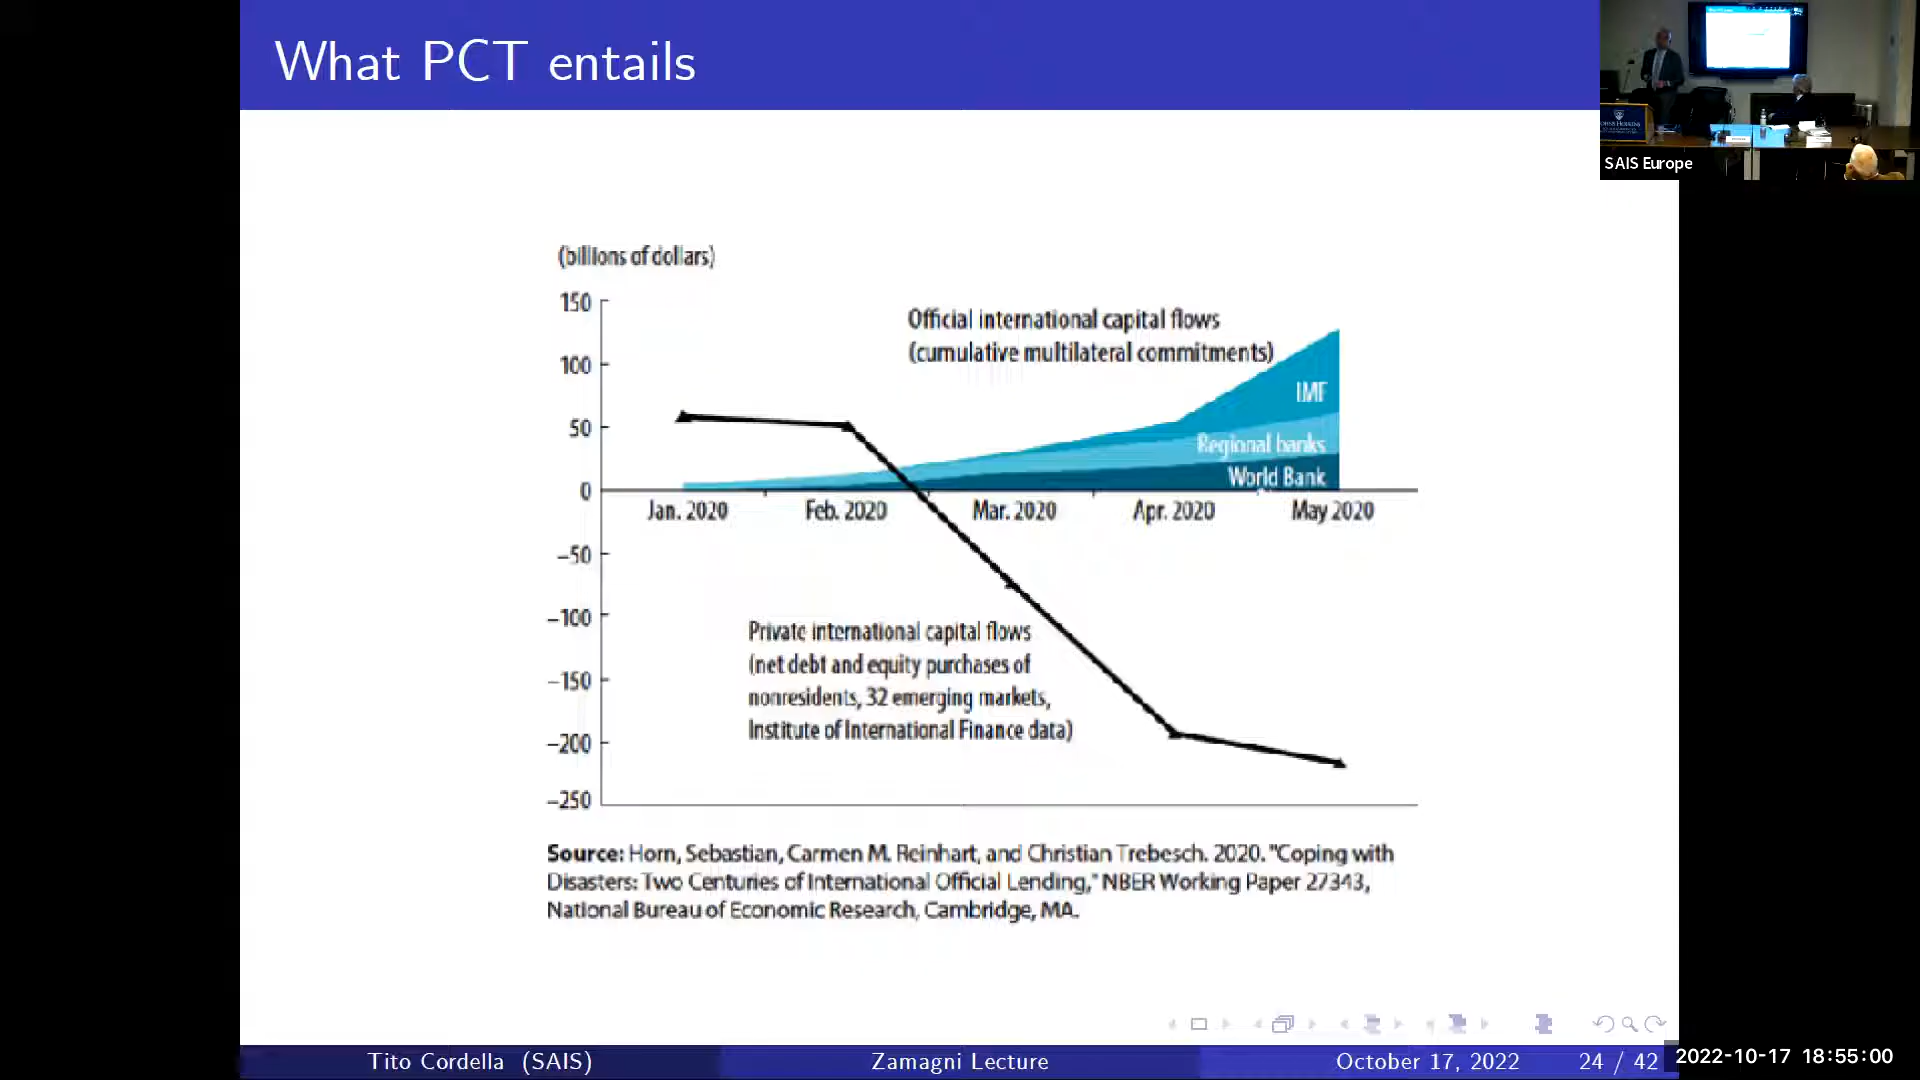 What PCT entails
SAIS Europe
(billions of dollars)
150
100
50
0
−50
−100
−150
−200
−250
Official international capital flows
(cumulative multilateral commitments)
IMF
Regional banks
World Bank
Jan. 2020
Feb. 2020
Mar. 2020
Apr. 2020
May 2020
Private international capital flows
(net debt and equity purchases of
nonresidents, 32 emerging markets,
Institute of International Finance data)
Source: Horn, Sebastian, Carmen M. Reinhart, and Christian Trebesch. 2020. "Coping with
Disasters: Two Centuries of International Official Lending," NBER Working Paper 27343,
National Bureau of Economic Research, Cambridge, MA.
Tito Cordella (SAIS)
Zamagni Lecture
October 17, 2022
24 / 42
2022-10-17 18:55:00